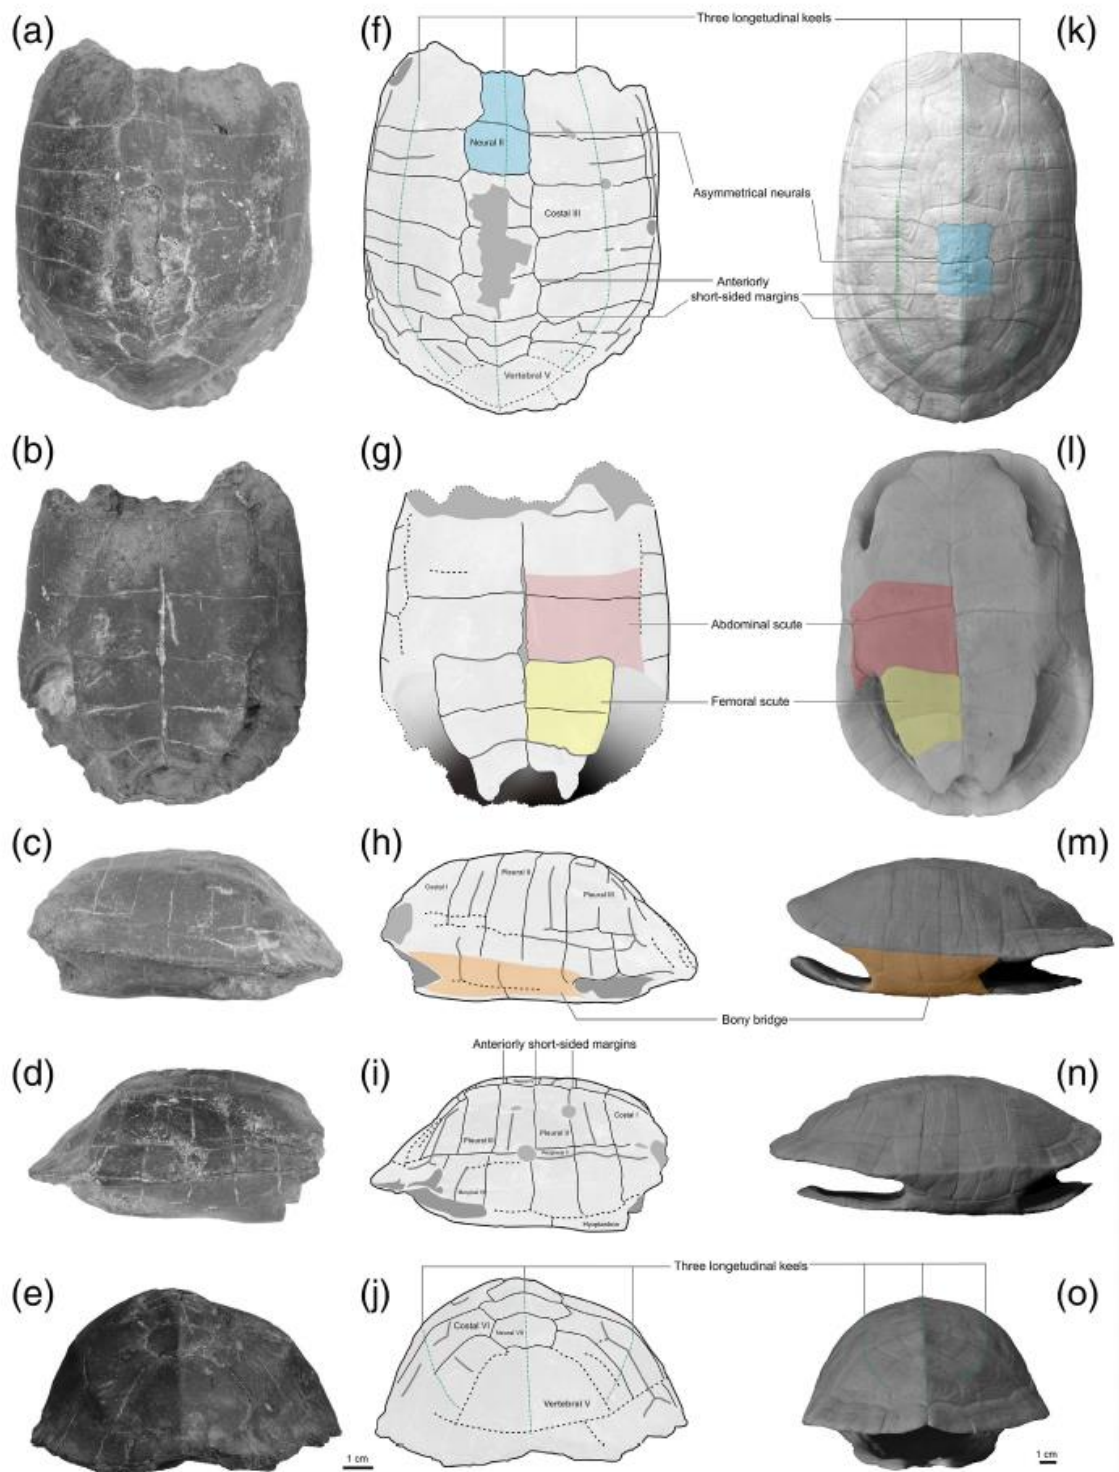 (a)
(f)
Three longetudinal keels
(k)
Neural II
Asymmetrical neurals
Costal III
Anteriorly
short-sided margins
Vertebral V
(b)
(g)
(l)
Abdominal scute
Femoral scute
(c)
(h)
(m)
Costal I
Pleural II
Pleural III
Bony bridge
(d)
(i)
Anteriorly short-sided margins
(n)
Costal I
Pleural III
Pleural II
Hyoplastron
(e)
(j)
Three longetudinal keels
(o)
Costal VI
Neural VII
Vertebral V
1 cm
1 cm